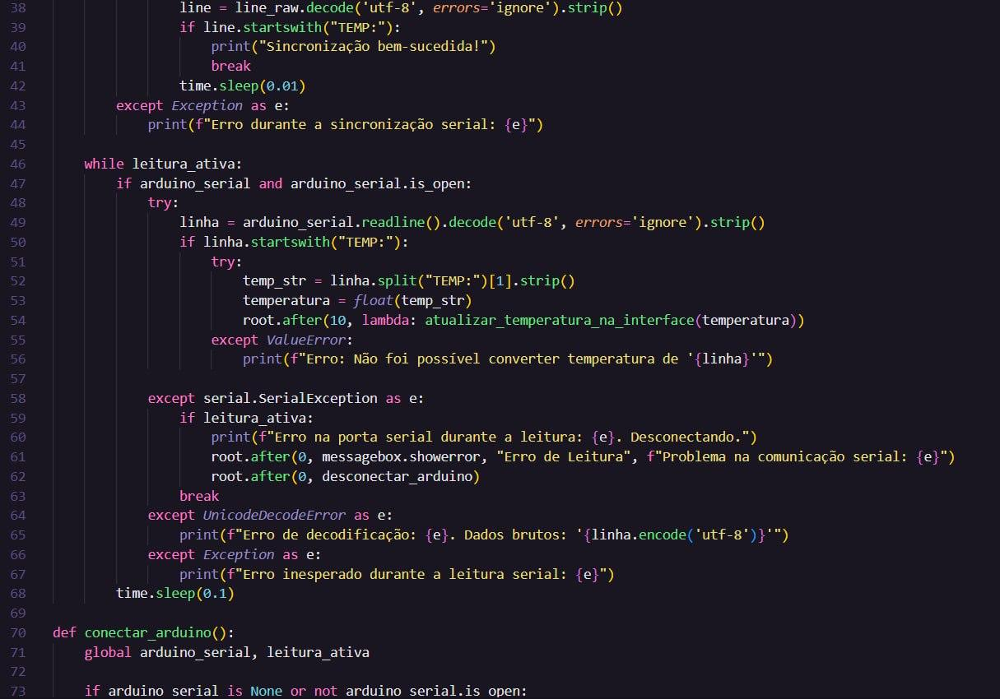 38 line = line_raw.decode('utf-8', errors='ignore').strip()
39 if line.startswith("TEMP:"):
40 print("Sincronização bem-sucedida!")
41 break
42 time.sleep(0.01)
43 except Exception as e:
44 print(f"Erro durante a sincronização serial: {e}")
45
46 while leitura_ativa:
47 if arduino_serial and arduino_serial.is_open:
48 try:
49 linha = arduino_serial.readline().decode('utf-8', errors='ignore').strip()
50 if linha.startswith("TEMP:"):
51 try:
52 temp_str = linha.split("TEMP:")[1].strip()
53 temperatura = float(temp_str)
54 root.after(10, lambda: atualizar_temperatura_na_interface(temperatura))
55 except ValueError:
56 print(f"Erro: Não foi possível converter temperatura de '{linha}'")
57
58 except serial.SerialException as e:
59 if leitura_ativa:
60 print(f"Erro na porta serial durante a leitura: {e}. Desconectando.")
61 root.after(0, messagebox.showerror, "Erro de Leitura", f"Problema na comunicação serial: {e}")
62 root.after(0, desconectar_arduino)
63 break
64 except UnicodeDecodeError as e:
65 print(f"Erro de decodificação: {e}. Dados brutos: '{linha.encode('utf-8')}'")
66 except Exception as e:
67 print(f"Erro inesperado durante a leitura serial: {e}")
68 time.sleep(0.1)
69
70 def conectar_arduino():
71 global arduino_serial, leitura_ativa
72
73 if arduino_serial is None or not arduino_serial.is_open: